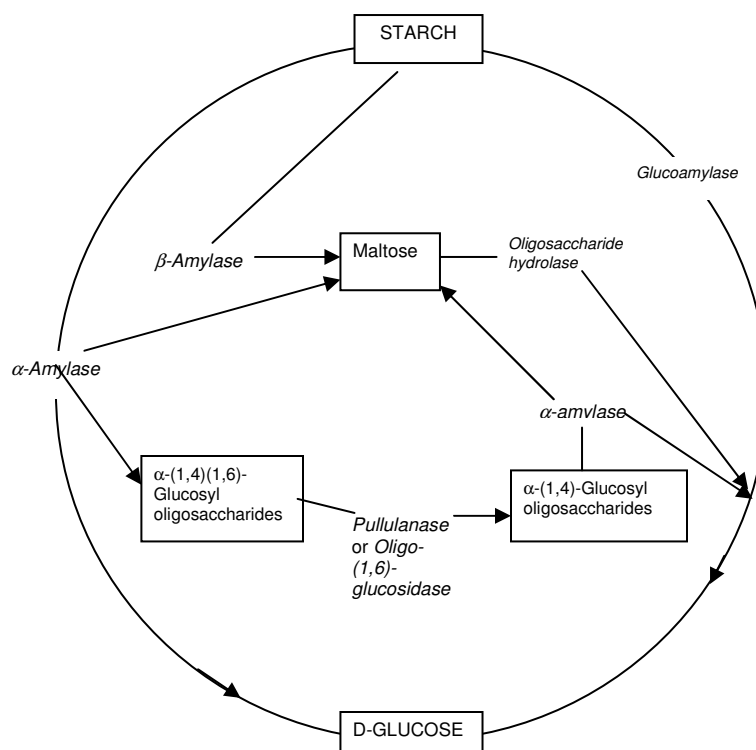 STARCH
Glucoamylase
β-Amylase
Maltose
Oligosaccharide
hydrolase
α-Amylase
α-amvlase
α-(1,4)(1,6)-
Glucosyl
oligosaccharides
Pullulanase
or Oligo-
(1,6)-
glucosidase
α-(1,4)-Glucosyl
oligosaccharides
D-GLUCOSE